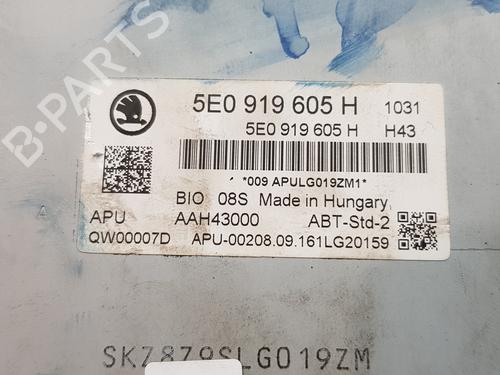 B-PARTS
5E0 919 605 H 1031
5E0 919 605 H H43
*009 APULG019ZM1*
BIO 08S Made in Hungary
APU AAH43000 ABT-Std-2
QW00007D APU-00208.09.161LG20159
SKZ8Z9SLG019ZM